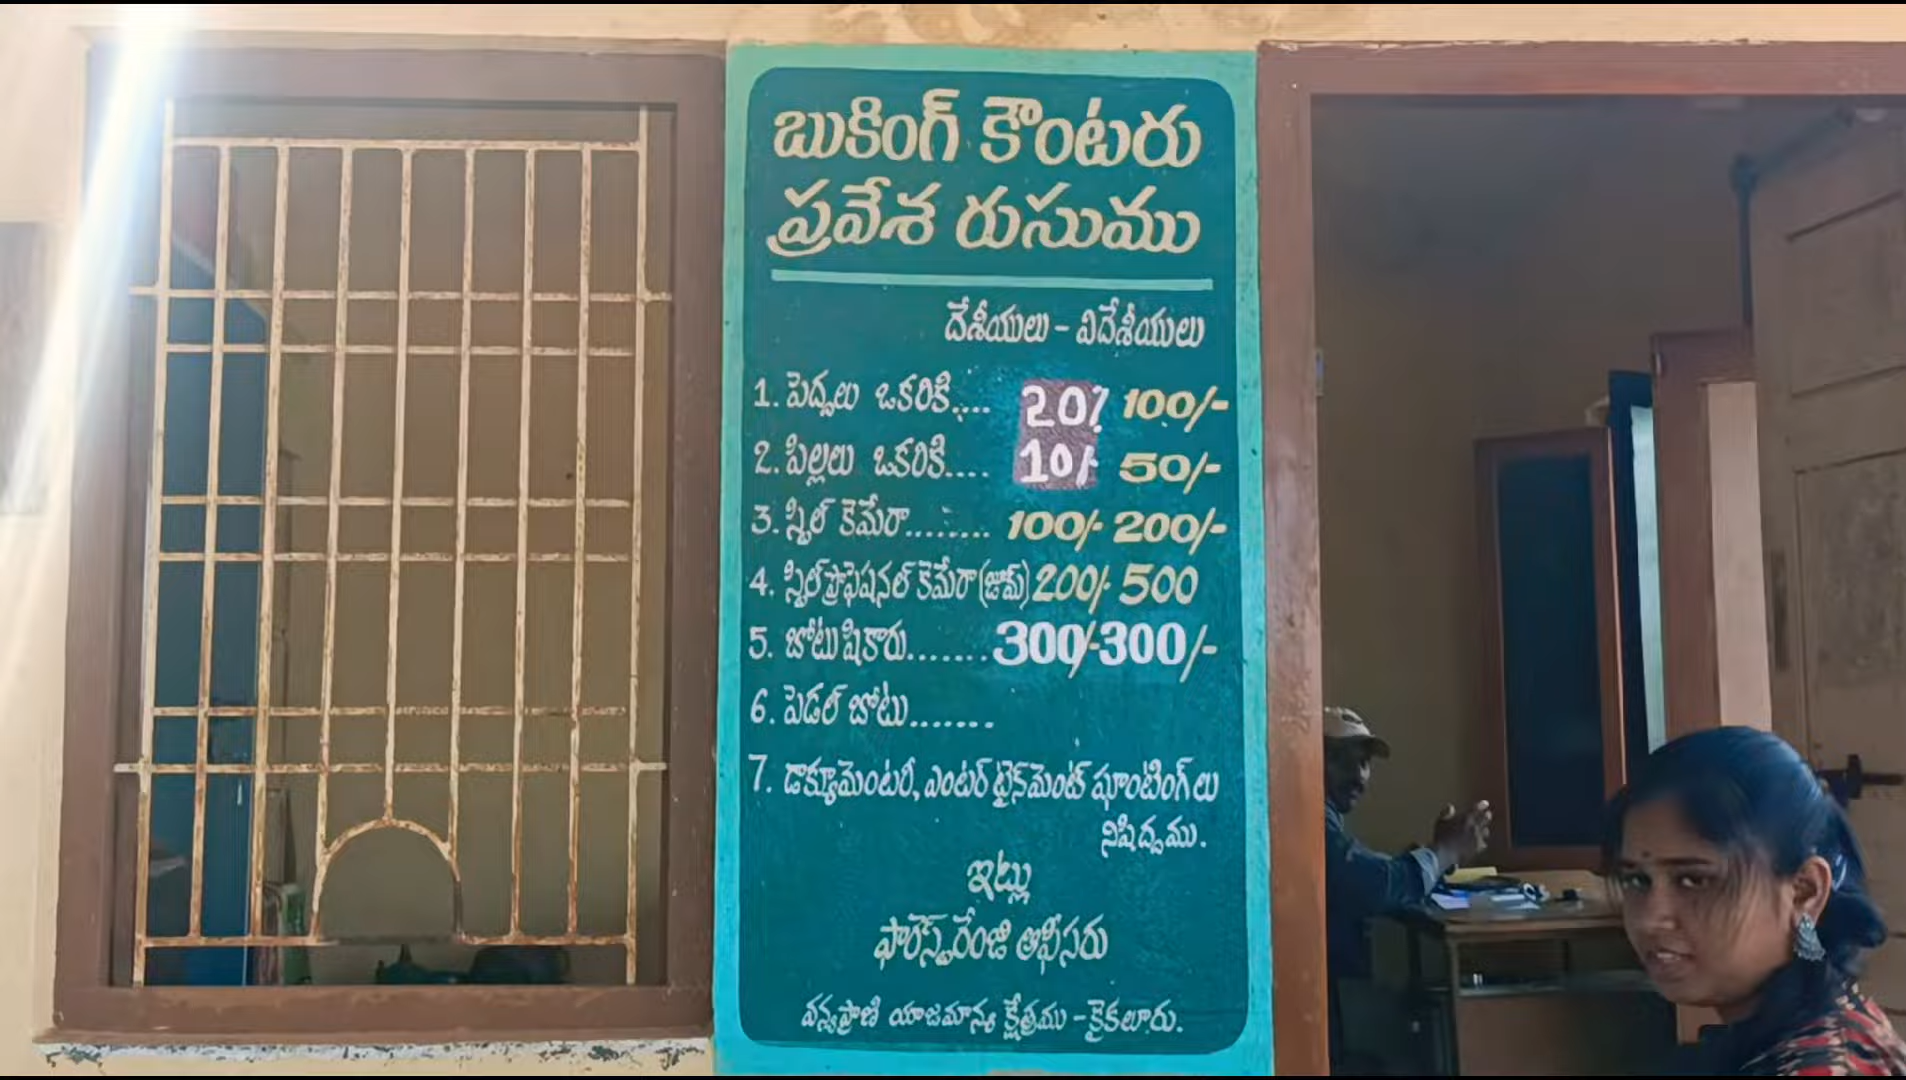 బుకింగ్ కౌంటరు
ప్రవేశ రుసుము
దేశీయులు - విదేశీయులు
1. పెద్దలు ఒకరికి.... 20/. 100/-
2. పిల్లలు ఒకరికి.... 10/- 50/-
3. స్టిల్ కెమేరా........ 100/- 200/-
4. స్టిల్ ప్రొఫెషనల్ కెమేరా (జూమ్) 200/- 500
5. బోటు షికారు....... 300/- 300/-
6. పెడల్ బోటు.......
7. డాక్యూమెంటరీ, ఎంటర్ టైన్‌మెంట్ షూంటింగ్ లు
నిషిద్దము.
ఇట్లు
ఫారెస్ట్ రేంజి ఆఫీసరు
వన్యప్రాణి యాజమాన్య క్షేత్రము - కైకలూరు.